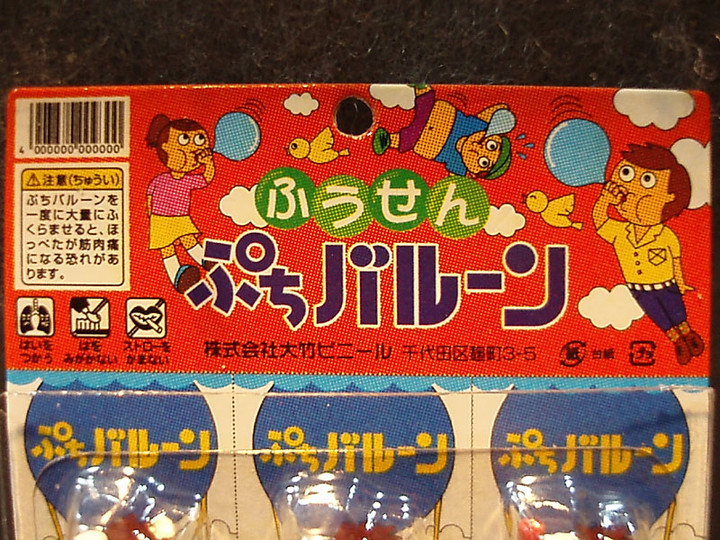 4 000000 000000
⚠注意(ちゅうい)
ぷちバルーンを
一度に大量にふ
くらませると、ほ
っぺたが筋肉痛
になる恐れがあ
ります。
ふうせん
ぷちバルーン
はいを
つかう
はを
みがかない
ストローを
かまない
株式会社大竹ビニール 千代田区麹町3-5
紙 台紙 プラ
ぷちバルーン
ぷちバルーン
ぷちバルーン